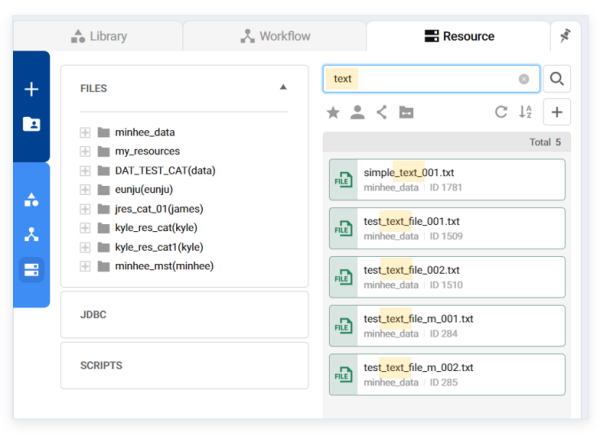 Library
Workflow
Resource
FILES
minhee_data
my_resources
DAT_TEST_CAT(data)
eunju(eunju)
jres_cat_01(james)
kyle_res_cat(kyle)
kyle_res_cat1(kyle)
minhee_mst(minhee)
JDBC
SCRIPTS
text
Total 5
FILE
simple_text_001.txt
minhee_data | ID 1781
FILE
test_text_file_001.txt
minhee_data | ID 1509
FILE
test_text_file_002.txt
minhee_data | ID 1510
FILE
test_text_file_m_001.txt
minhee_data | ID 284
FILE
test_text_file_m_002.txt
minhee_data | ID 285